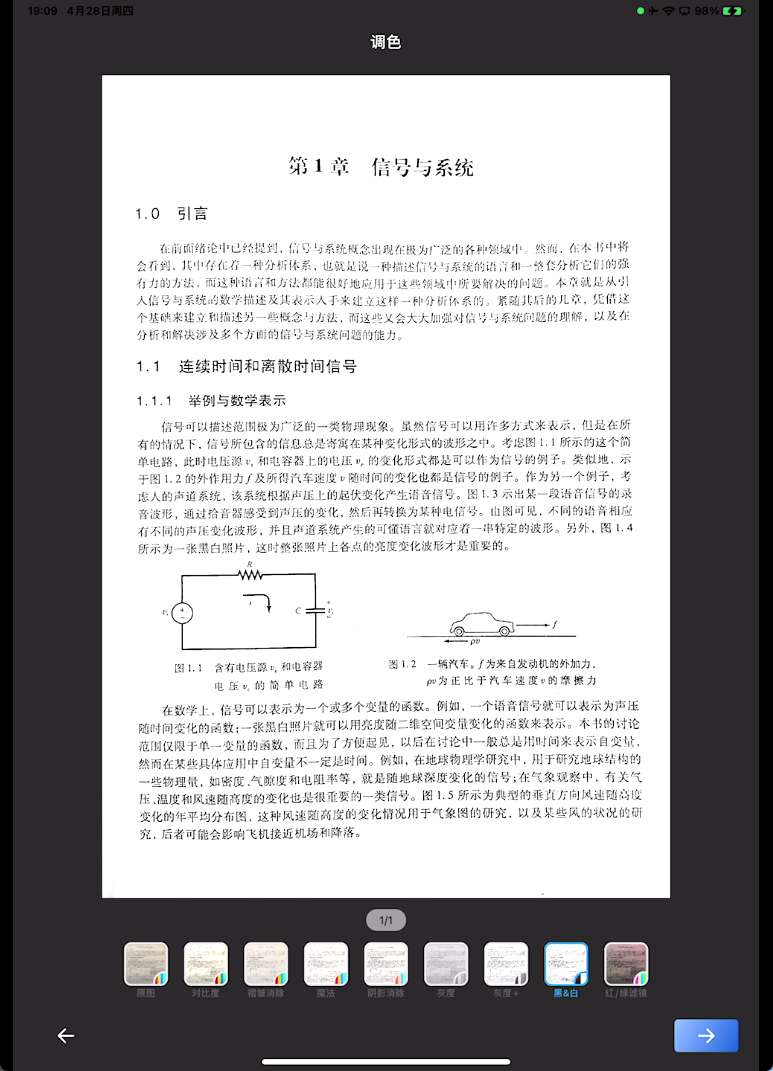 19:09 4月28日周四
98%
调色
第1章 信号与系统
1.0 引言
在前面绪论中已经提到，信号与系统概念出现在极为广泛的各种领域中。然而，在本书中将
会看到，其中存在着一种分析体系，也就是说一种描述信号与系统的语言和一整套分析它们的强
有力的方法，而这种语言和方法都能很好地应用于这些领域中所要解决的问题。本章就是从引
入信号与系统的数学描述及其表示入手来建立这样一种分析体系的。紧随其后的几章，凭借这
个基础来建立和描述另一些概念与方法，而这些又会大大加强对信号与系统问题的理解，以及在
分析和解决涉及多个方面的信号与系统问题的能力。
1.1 连续时间和离散时间信号
1.1.1 举例与数学表示
信号可以描述范围极为广泛的一类物理现象。虽然信号可以用许多方式来表示，但是在所
有的情况下，信号所包含的信息总是寄寓在某种变化形式的波形之中。考虑图1.1所示的这个简
单电路，此时电压源vs和电容器上的电压vc的变化形式都是可以作为信号的例子。类似地，示
于图1.2的外作用力f及所得汽车速度v随时间的变化也都是信号的例子。作为另一个例子，考
虑人的声道系统，该系统根据声压上的起伏变化产生语音信号。图1.3示出某一段语音信号的录
音波形，通过拾音器感受到声压的变化，然后再转换为某种电信号。由图可见，不同的语音相应
有不同的声压变化波形，并且声道系统产生的可懂语言就对应着一串特定的波形。另外，图1.4
所示为一张黑白照片，这时整张照片上各点的亮度变化波形才是重要的。
R
vs + − i C + vc −
f
ρv
图1.1 含有电压源vs和电容器
电压vc的简单电路
图1.2 一辆汽车。f为来自发动机的外加力，
ρv为正比于汽车速度v的摩擦力
在数学上，信号可以表示为一个或多个变量的函数。例如，一个语音信号就可以表示为声压
随时间变化的函数；一张黑白照片就可以用亮度随二维空间变量变化的函数来表示。本书的讨论
范围仅限于单一变量的函数，而且为了方便起见，以后在讨论中一般总是用时间来表示自变量，
然而在某些具体应用中自变量不一定是时间。例如，在地球物理学研究中，用于研究地球结构的
一些物理量，如密度、气隙度和电阻率等，就是随地球深度变化的信号；在气象观察中，有关气
压、温度和风速随高度的变化也是很重要的一类信号。图1.5所示为典型的垂直方向风速随高度
变化的年平均分布图，这种风速随高度的变化情况用于气象图的研究，以及某些风的状况的研
究，后者可能会影响飞机接近机场和降落。
1/1
原图 对比度 褶皱消除 魔法 阴影消除 灰度 灰度+ 黑&白 红/绿滤镜